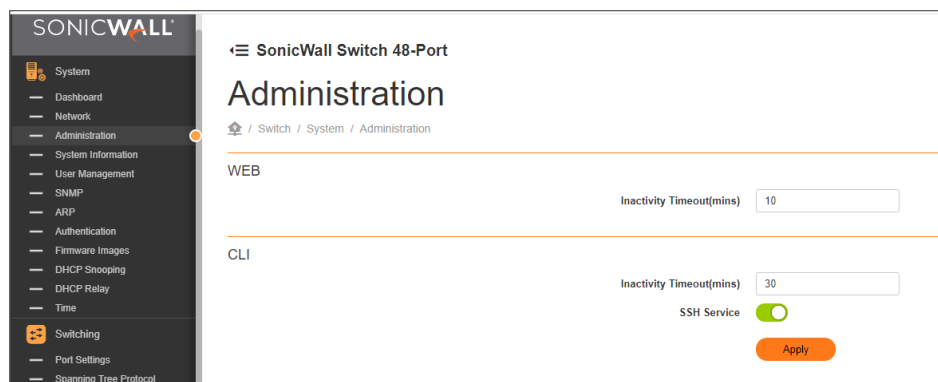 SONICWALL
System
Dashboard
Network
Administration
System Information
User Management
SNMP
ARP
Authentication
Firmware Images
DHCP Snooping
DHCP Relay
Time
Switching
Port Settings
Spanning Tree Protocol
SonicWall Switch 48-Port
Administration
/ Switch / System / Administration
WEB
Inactivity Timeout(mins) 10
CLI
Inactivity Timeout(mins) 30
SSH Service
Apply